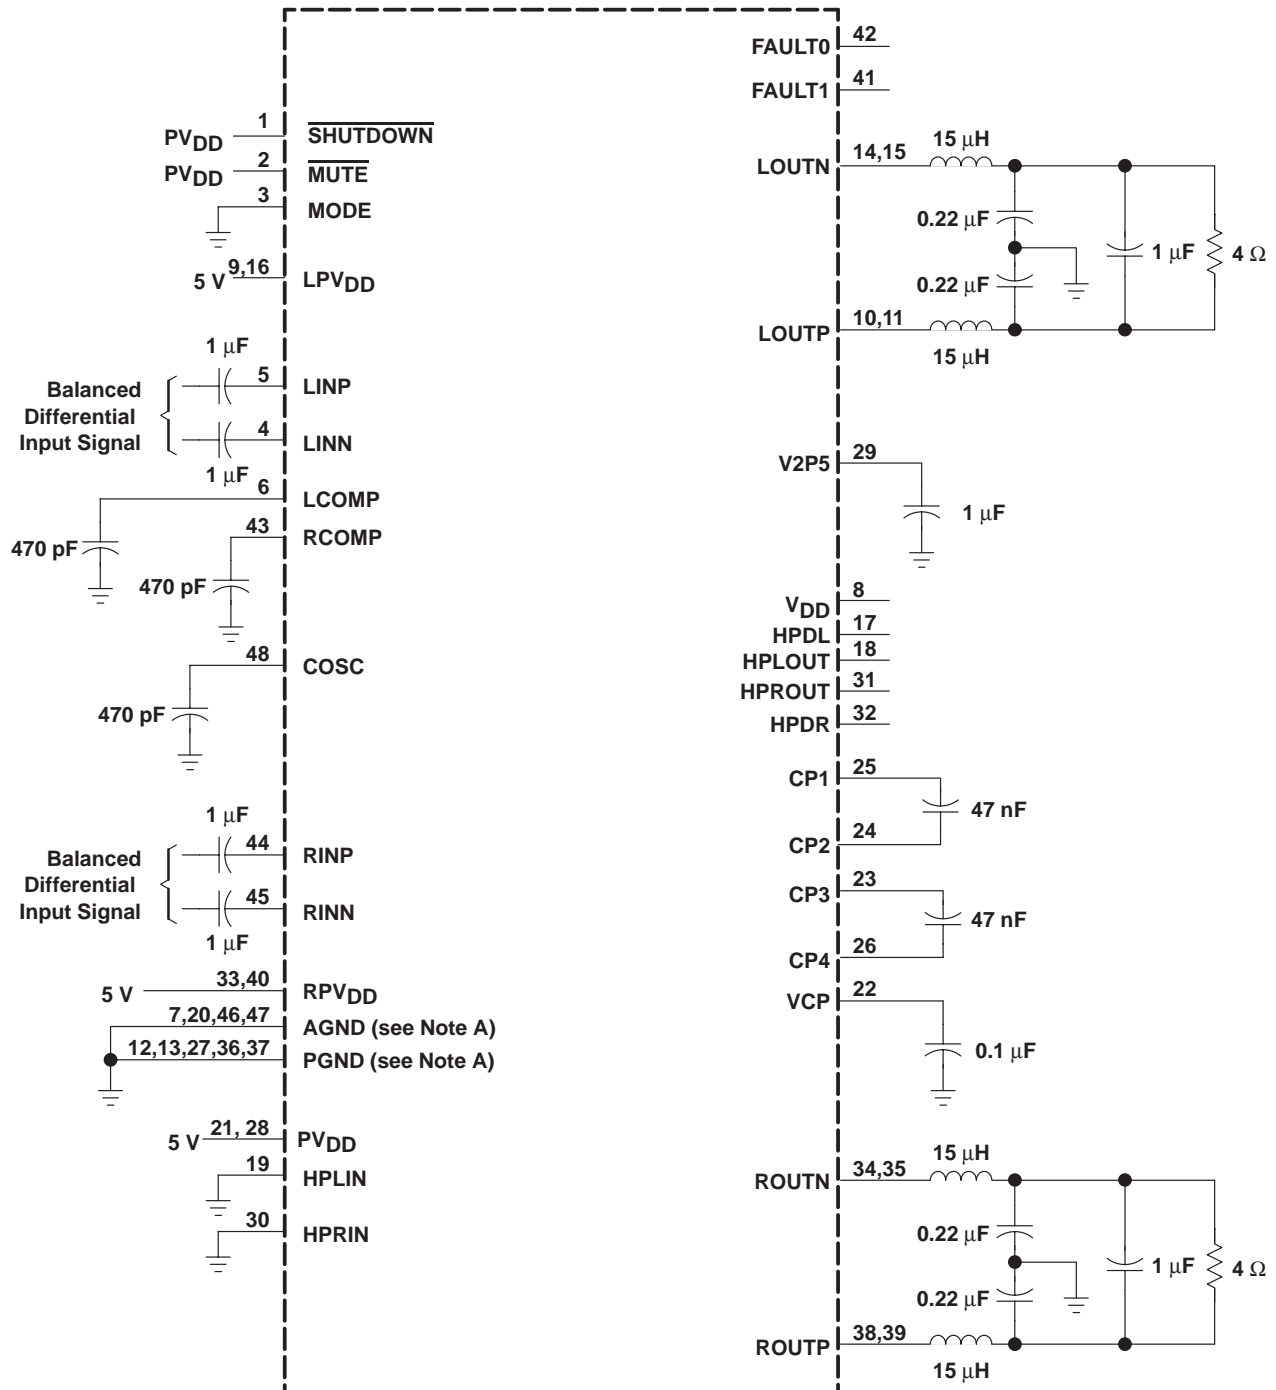 FAULT0 42
FAULT1 41
PVDD 1 SHUTDOWN
PVDD 2 MUTE
3 MODE
5 V 9,16 LPVDD
1 μF
Balanced
Differential
Input Signal
5 LINP
4 LINN
1 μF
6 LCOMP
470 pF
43 RCOMP
470 pF
48 COSC
470 pF
1 μF
Balanced
Differential
Input Signal
44 RINP
45 RINN
1 μF
5 V 33,40 RPVDD
7,20,46,47 AGND (see Note A)
12,13,27,36,37 PGND (see Note A)
5 V 21, 28 PVDD
19 HPLIN
30 HPRIN
LOUTN 14,15 15 μH
0.22 μF
0.22 μF
1 μF
4 Ω
LOUTP 10,11
15 μH
V2P5 29
1 μF
VDD 8
HPDL 17
HPLOUT 18
HPROUT 31
HPDR 32
CP1 25
47 nF
CP2 24
CP3 23
47 nF
CP4 26
VCP 22
0.1 μF
ROUTN 34,35 15 μH
0.22 μF
0.22 μF
1 μF
4 Ω
ROUTP 38,39
15 μH